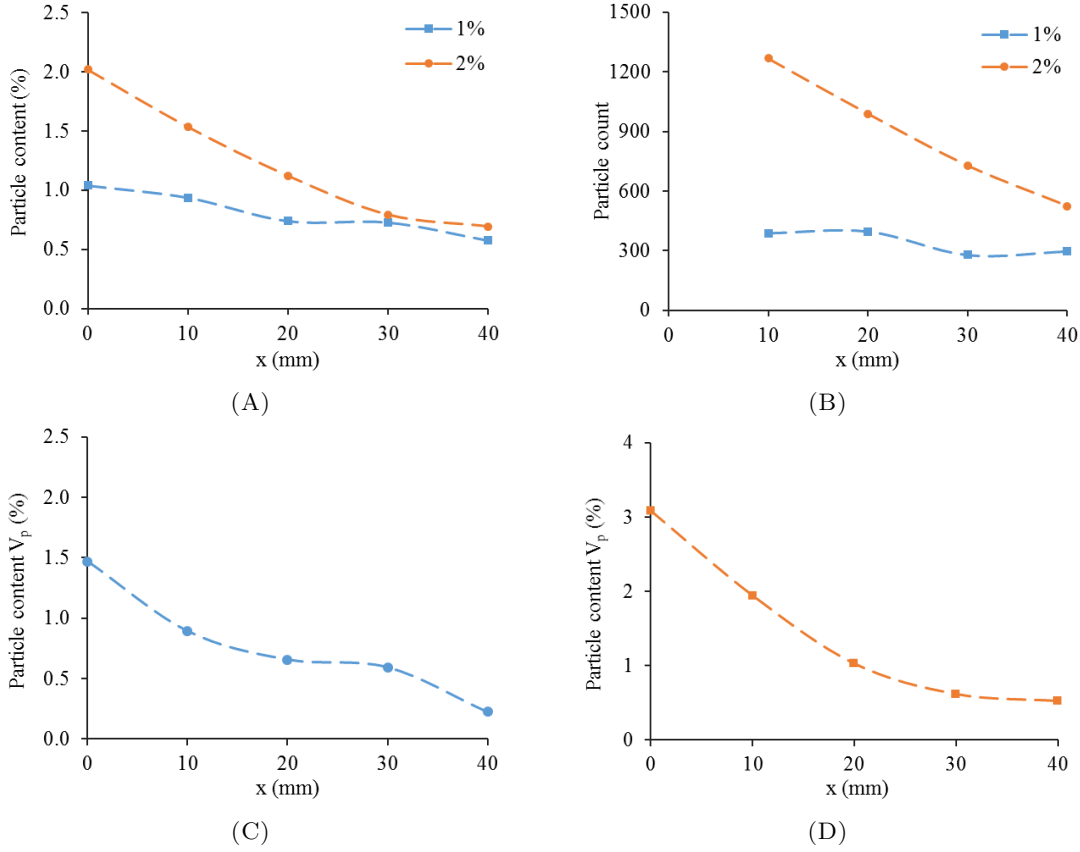 2.5
2.0
1.5
1.0
0.5
0.0
Particle content (%)
1%
2%
0 10 20 30 40
x (mm)
(A)
1500
1200
900
600
300
0
Particle count
1%
2%
0 10 20 30 40
x (mm)
(B)
2.5
2.0
1.5
1.0
0.5
0.0
Particle content Vp (%)
0 10 20 30 40
x (mm)
(C)
4
3
2
1
0
Particle content Vp (%)
0 10 20 30 40
x (mm)
(D)